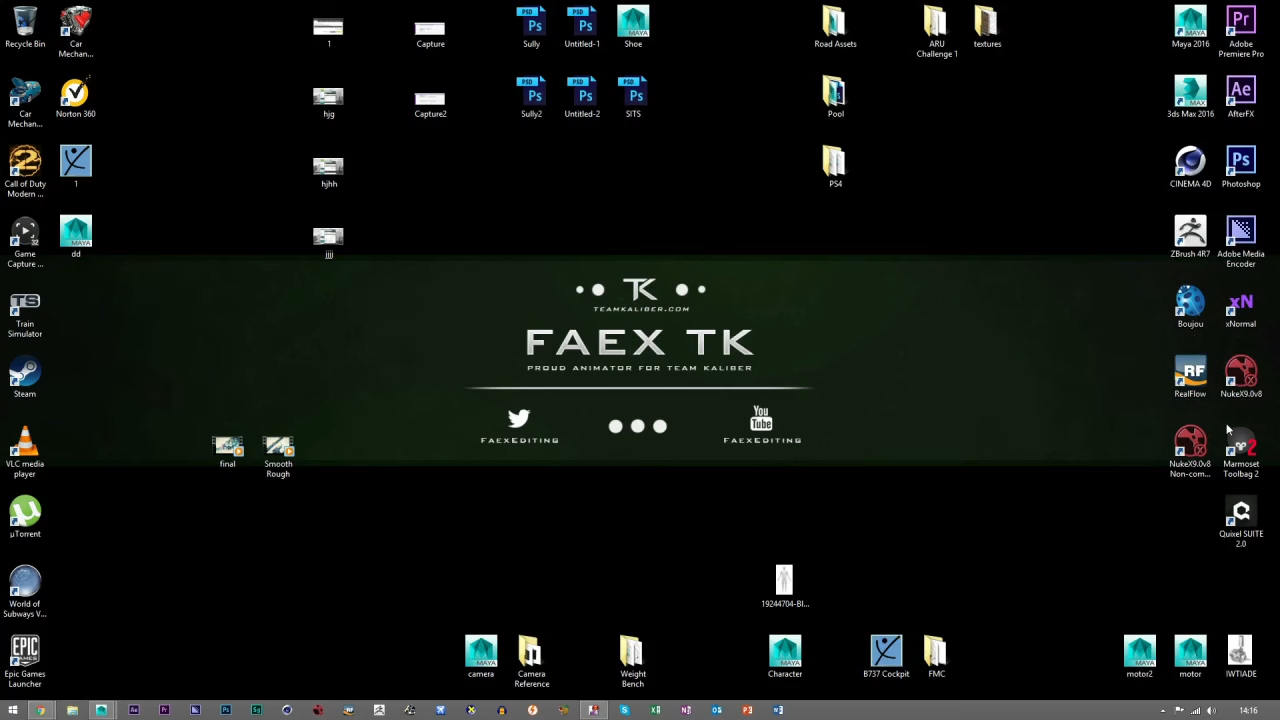 Recycle Bin
Car
Mechan...
1
Capture
Sully
Untitled-1
Shoe
Road Assets
ARU
Challenge 1
textures
Maya 2016
Adobe
Premiere Pro
Car
Mechan...
Norton 360
hjg
Capture2
Sully2
Untitled-2
SITS
Pool
3ds Max 2016
AfterFX
Call of Duty
Modern ...
1
hjhh
PS4
CINEMA 4D
Photoshop
Game
Capture ...
dd
jjjj
ZBrush 4R7
Adobe Media
Encoder
Train
Simulator
TK
TEAMKALIBER.COM
FAEX TK
PROUD ANIMATOR FOR TEAM KALIBER
Boujou
xNormal
Steam
RealFlow
NukeX9.0v8
You
Tube
FAEXEDITING
FAEXEDITING
VLC media
player
final
Smooth
Rough
NukeX9.0v8
Non-com...
Marmoset
Toolbag 2
µTorrent
Quixel SUITE
2.0
World of
Subways V...
19244704-Bl...
Epic Games
Launcher
camera
Camera
Reference
Weight
Bench
Character
B737 Cockpit
FMC
motor2
motor
IWTIADE
14:16